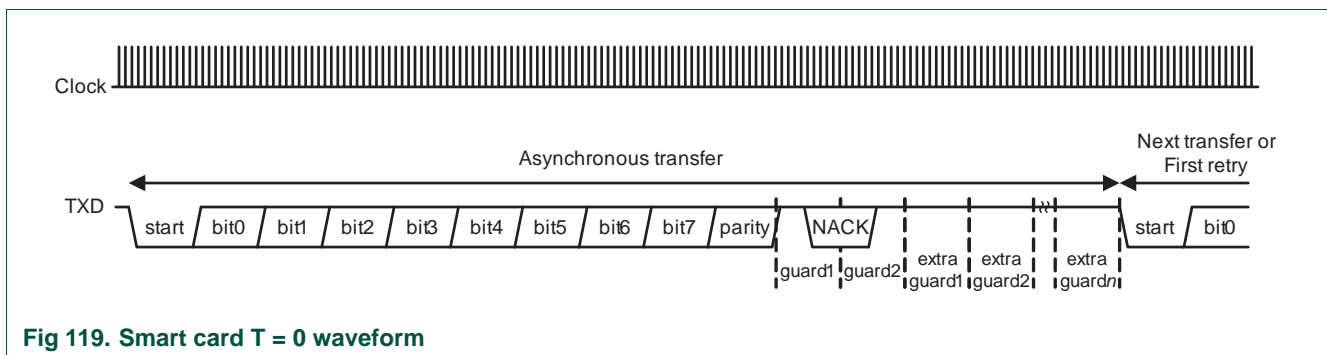 Clock
Next transfer or
First retry
Asynchronous transfer
TXD
start bit0 bit1 bit2 bit3 bit4 bit5 bit6 bit7 parity NACK start bit0
guard1 guard2 extra guard1 extra guard2 extra guardn
Fig 119. Smart card T = 0 waveform